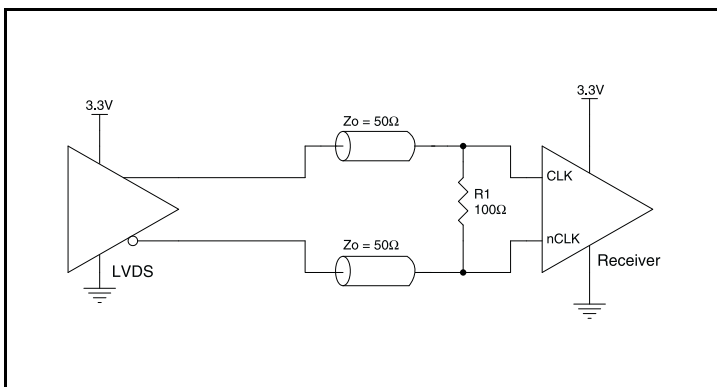 3.3V
3.3V
Zo = 50Ω
CLK
R1
100Ω
Zo = 50Ω
nCLK
LVDS
Receiver